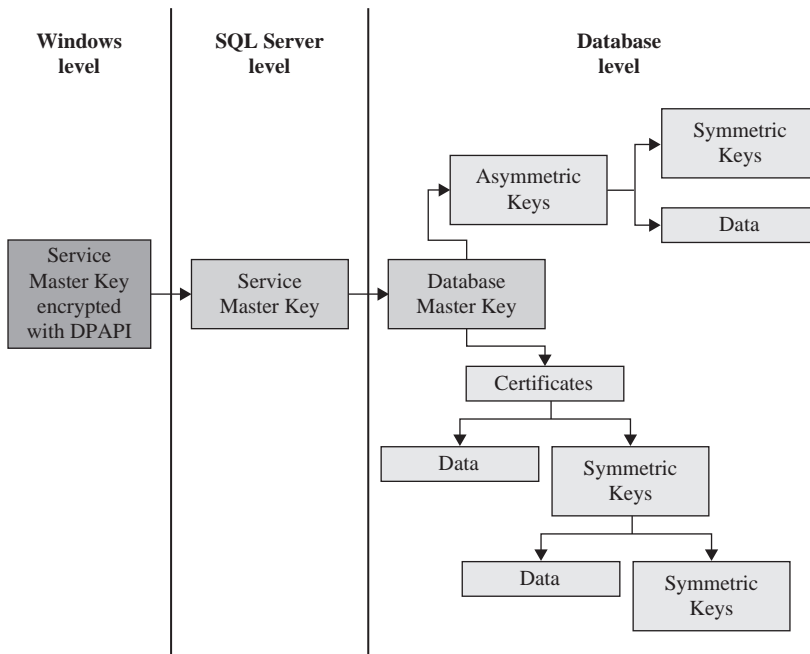 Windows
level
SQL Server
level
Database
level
Symmetric
Keys
Asymmetric
Keys
Data
Service
Master Key
encrypted
with DPAPI
Service
Master Key
Database
Master Key
Certificates
Data
Symmetric
Keys
Data
Symmetric
Keys